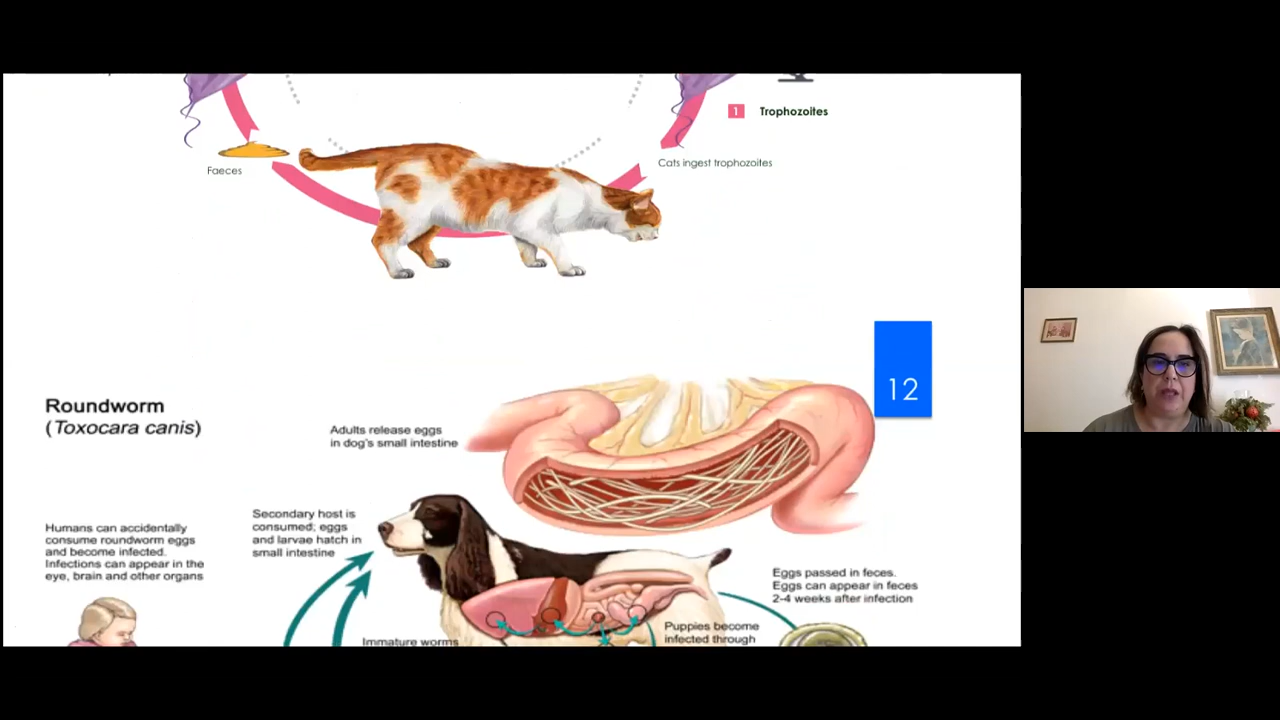 1 Trophozoites
Cats ingest trophozoites
Faeces
12
Roundworm
(Toxocara canis)
Adults release eggs
in dog's small intestine
Secondary host is
consumed; eggs
and larvae hatch in
small intestine
Humans can accidentally
consume roundworm eggs
and become infected.
Infections can appear in the
eye, brain and other organs
Eggs passed in feces.
Eggs can appear in feces
2-4 weeks after infection
Puppies become
infected through
Immature worms